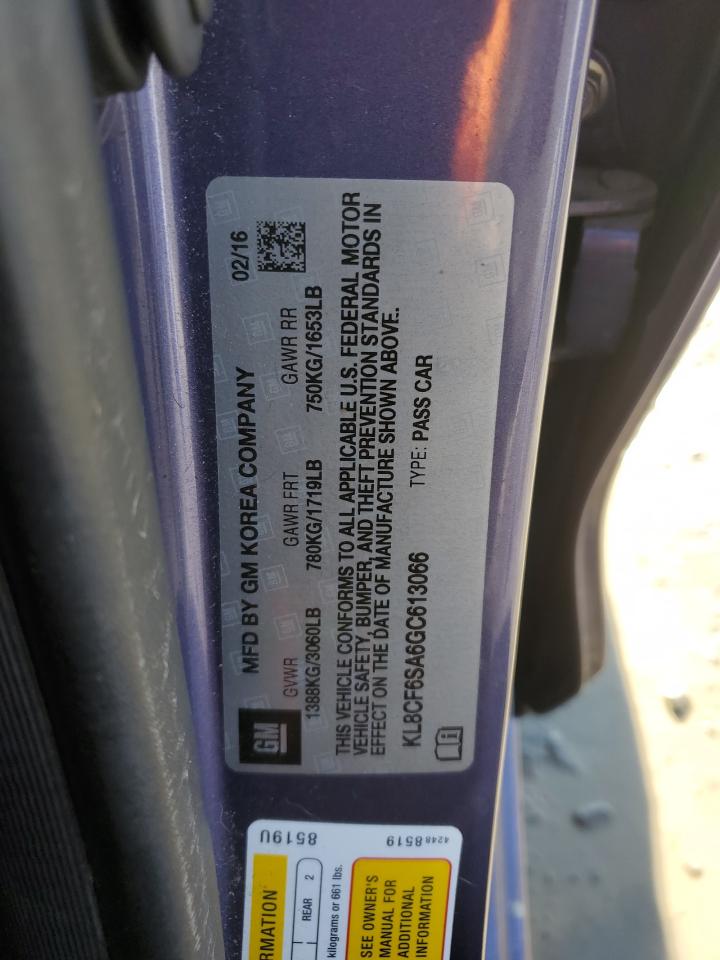 MFD BY GM KOREA COMPANY 02/16
GM
GVWR GAWR FRT GAWR RR
1388KG/3060LB 780KG/1719LB 750KG/1653LB
THIS VEHICLE CONFORMS TO ALL APPLICABLE U.S. FEDERAL MOTOR
VEHICLE SAFETY, BUMPER, AND THEFT PREVENTION STANDARDS IN
EFFECT ON THE DATE OF MANUFACTURE SHOWN ABOVE.
KL8CF6SA6GC613066 TYPE: PASS CAR
8519U
4248 8519
RMATION
REAR 2
kilograms or 661 lbs.
SEE OWNER'S
MANUAL FOR
ADDITIONAL
INFORMATION